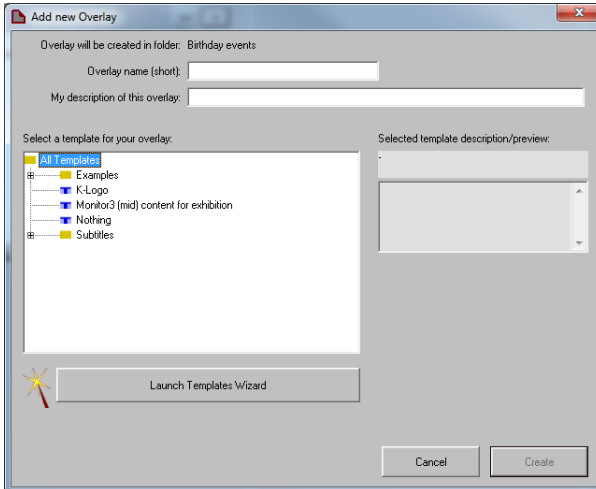 Add new Overlay
Overlay will be created in folder: Birthday events
Overlay name (short):
My description of this overlay:
Select a template for your overlay:
Selected template description/preview:
All Templates
Examples
K-Logo
Monitor3 (mid) content for exhibition
Nothing
Subtitles
Launch Templates Wizard
Cancel
Create